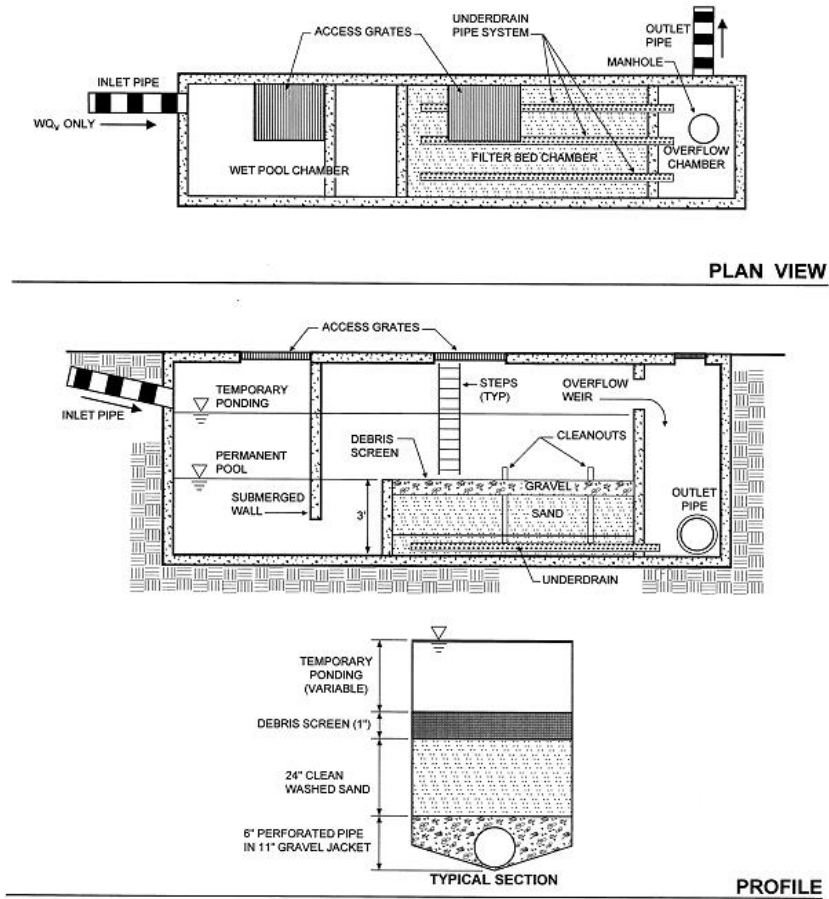 ACCESS GRATES
UNDERDRAIN
PIPE SYSTEM
OUTLET
PIPE
MANHOLE
INLET PIPE
WQv ONLY
WET POOL CHAMBER
FILTER BED CHAMBER
OVERFLOW
CHAMBER
PLAN VIEW
ACCESS GRATES
TEMPORARY
PONDING
INLET PIPE
STEPS
(TYP)
OVERFLOW
WEIR
CLEANOUTS
DEBRIS
SCREEN
PERMANENT
POOL
GRAVEL
SUBMERGED
WALL
3'
SAND
OUTLET
PIPE
UNDERDRAIN
TEMPORARY
PONDING
(VARIABLE)
DEBRIS SCREEN (1")
24" CLEAN
WASHED SAND
6" PERFORATED PIPE
IN 11" GRAVEL JACKET
TYPICAL SECTION
PROFILE